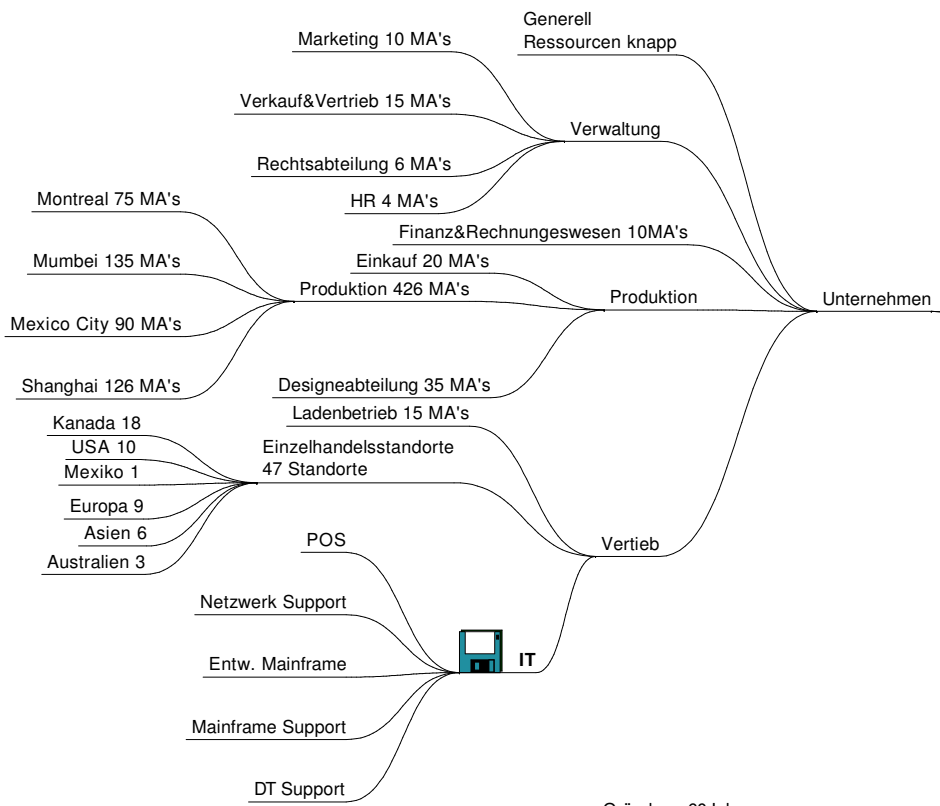 Generell
Ressourcen knapp
Marketing 10 MA's
Verkauf&Vertrieb 15 MA's
Verwaltung
Rechtsabteilung 6 MA's
HR 4 MA's
Montreal 75 MA's
Finanz&Rechnungeswesen 10MA's
Mumbei 135 MA's
Einkauf 20 MA's
Produktion 426 MA's
Produktion
Unternehmen
Mexico City 90 MA's
Shanghai 126 MA's
Designeabteilung 35 MA's
Ladenbetrieb 15 MA's
Kanada 18
USA 10
Mexiko 1
Einzelhandelsstandorte
47 Standorte
Europa 9
Asien 6
Australien 3
POS
Vertieb
Netzwerk Support
IT
Entw. Mainframe
Mainframe Support
DT Support